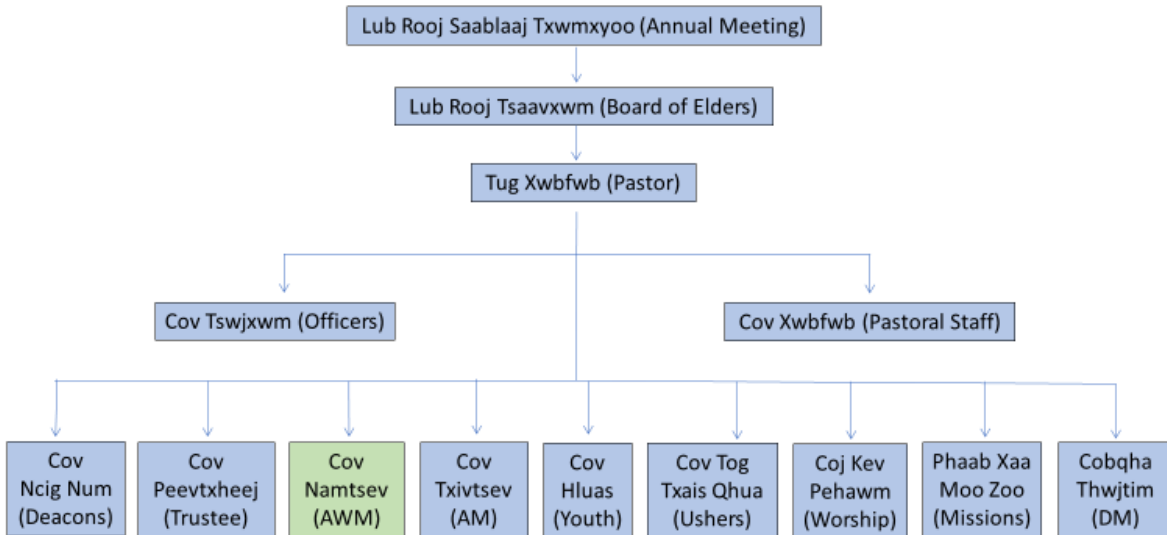 Lub Rooj Saablaaj Txwmxyoo (Annual Meeting)
Lub Rooj Tsaavxwm (Board of Elders)
Tug Xwbfwb (Pastor)
Cov Tswjxwm (Officers)
Cov Xwbfwb (Pastoral Staff)
Cov
Ncig Num
(Deacons)
Cov
Peevtxheej
(Trustee)
Cov
Namtsev
(AWM)
Cov
Txivtsev
(AM)
Cov
Hluas
(Youth)
Cov Tog
Txais Qhua
(Ushers)
Coj Kev
Pehawm
(Worship)
Phaab Xaa
Moo Zoo
(Missions)
Cobqha
Thwjtim
(DM)